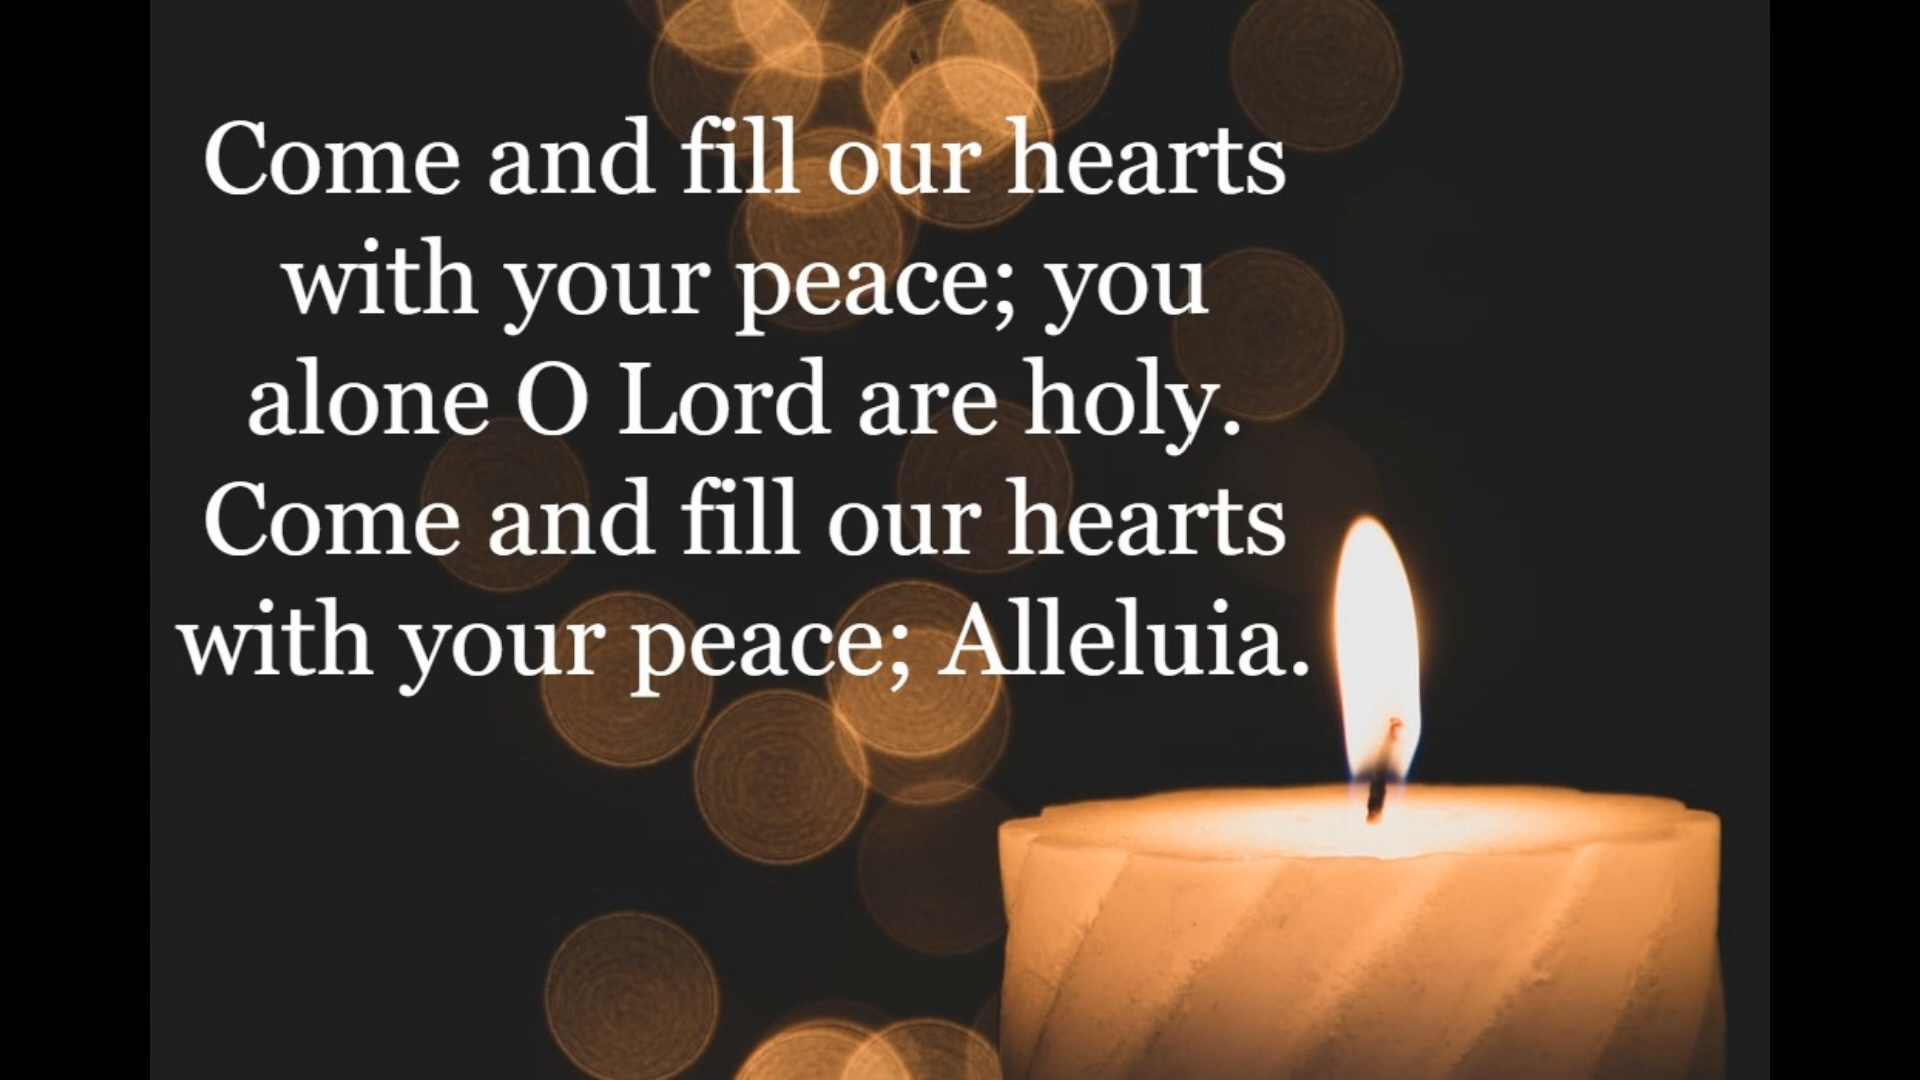 Come and fill our hearts
with your peace; you
alone O Lord are holy.
Come and fill our hearts
with your peace; Alleluia.